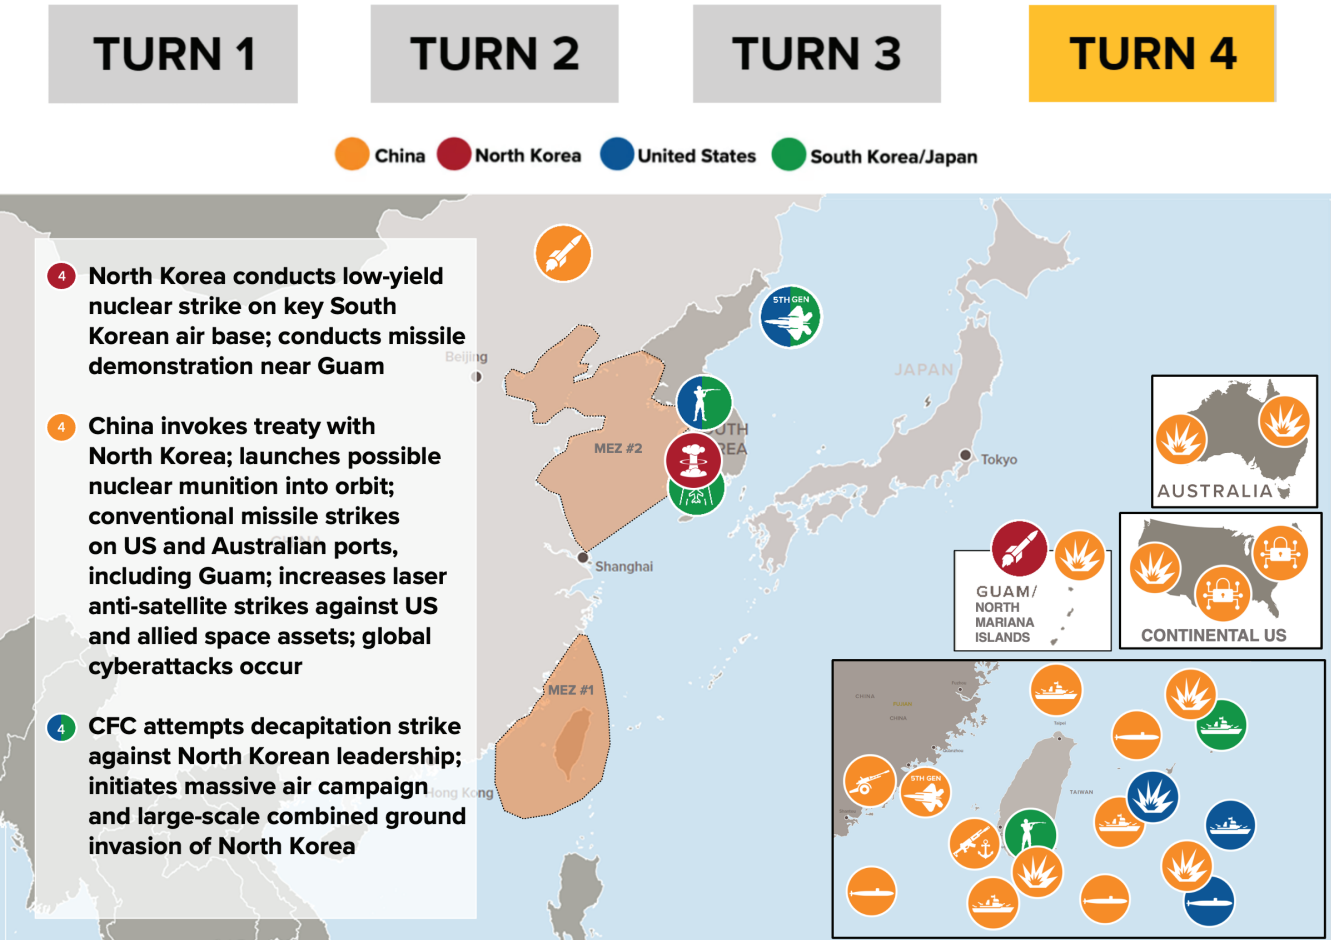 TURN 1
TURN 2
TURN 3
TURN 4
China
North Korea
United States
South Korea/Japan
4
North Korea conducts low-yield
nuclear strike on key South
Korean air base; conducts missile
demonstration near Guam
4
China invokes treaty with
North Korea; launches possible
nuclear munition into orbit;
conventional missile strikes
on US and Australian ports,
including Guam; increases laser
anti-satellite strikes against US
and allied space assets; global
cyberattacks occur
4
CFC attempts decapitation strike
against North Korean leadership;
initiates massive air campaign
and large-scale combined ground
invasion of North Korea
Beijing
5TH GEN
JAPAN
MEZ #2
Tokyo
Shanghai
MEZ #1
Hong Kong
AUSTRALIA
GUAM/
NORTH
MARIANA
ISLANDS
CONTINENTAL US
CHINA
CHINA
Taipei
5TH GEN
TAIWAN